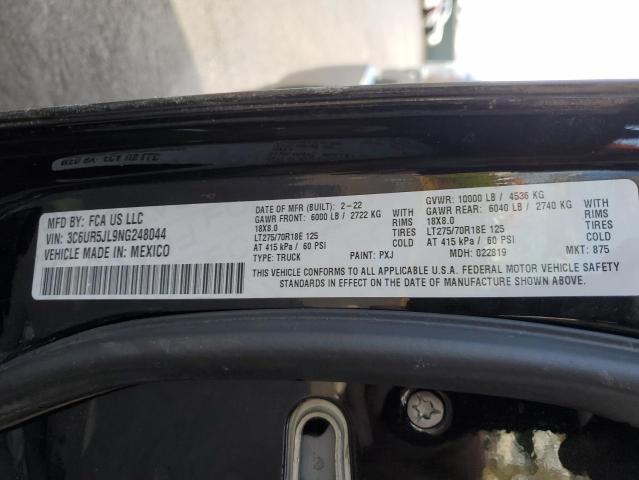 MFD BY: FCA US LLC
VIN: 3C6UR5JL9NG248044
VEHICLE MADE IN: MEXICO
DATE OF MFR (BUILT): 2-22
GAWR FRONT: 6000 LB / 2722 KG WITH
18X8.0 RIMS
LT275/70R18E 125 TIRES
AT 415 kPa / 60 PSI COLD
TYPE: TRUCK PAINT: PXJ
GVWR: 10000 LB / 4536 KG
GAWR REAR: 6040 LB / 2740 KG WITH
18X8.0 RIMS
LT275/70R18E 125 TIRES
AT 415 kPa / 60 PSI COLD
MDH: 022819 MKT: 875
THIS VEHICLE CONFORMS TO ALL APPLICABLE U.S.A. FEDERAL MOTOR VEHICLE SAFETY
STANDARDS IN EFFECT ON THE DATE OF MANUFACTURE SHOWN ABOVE.